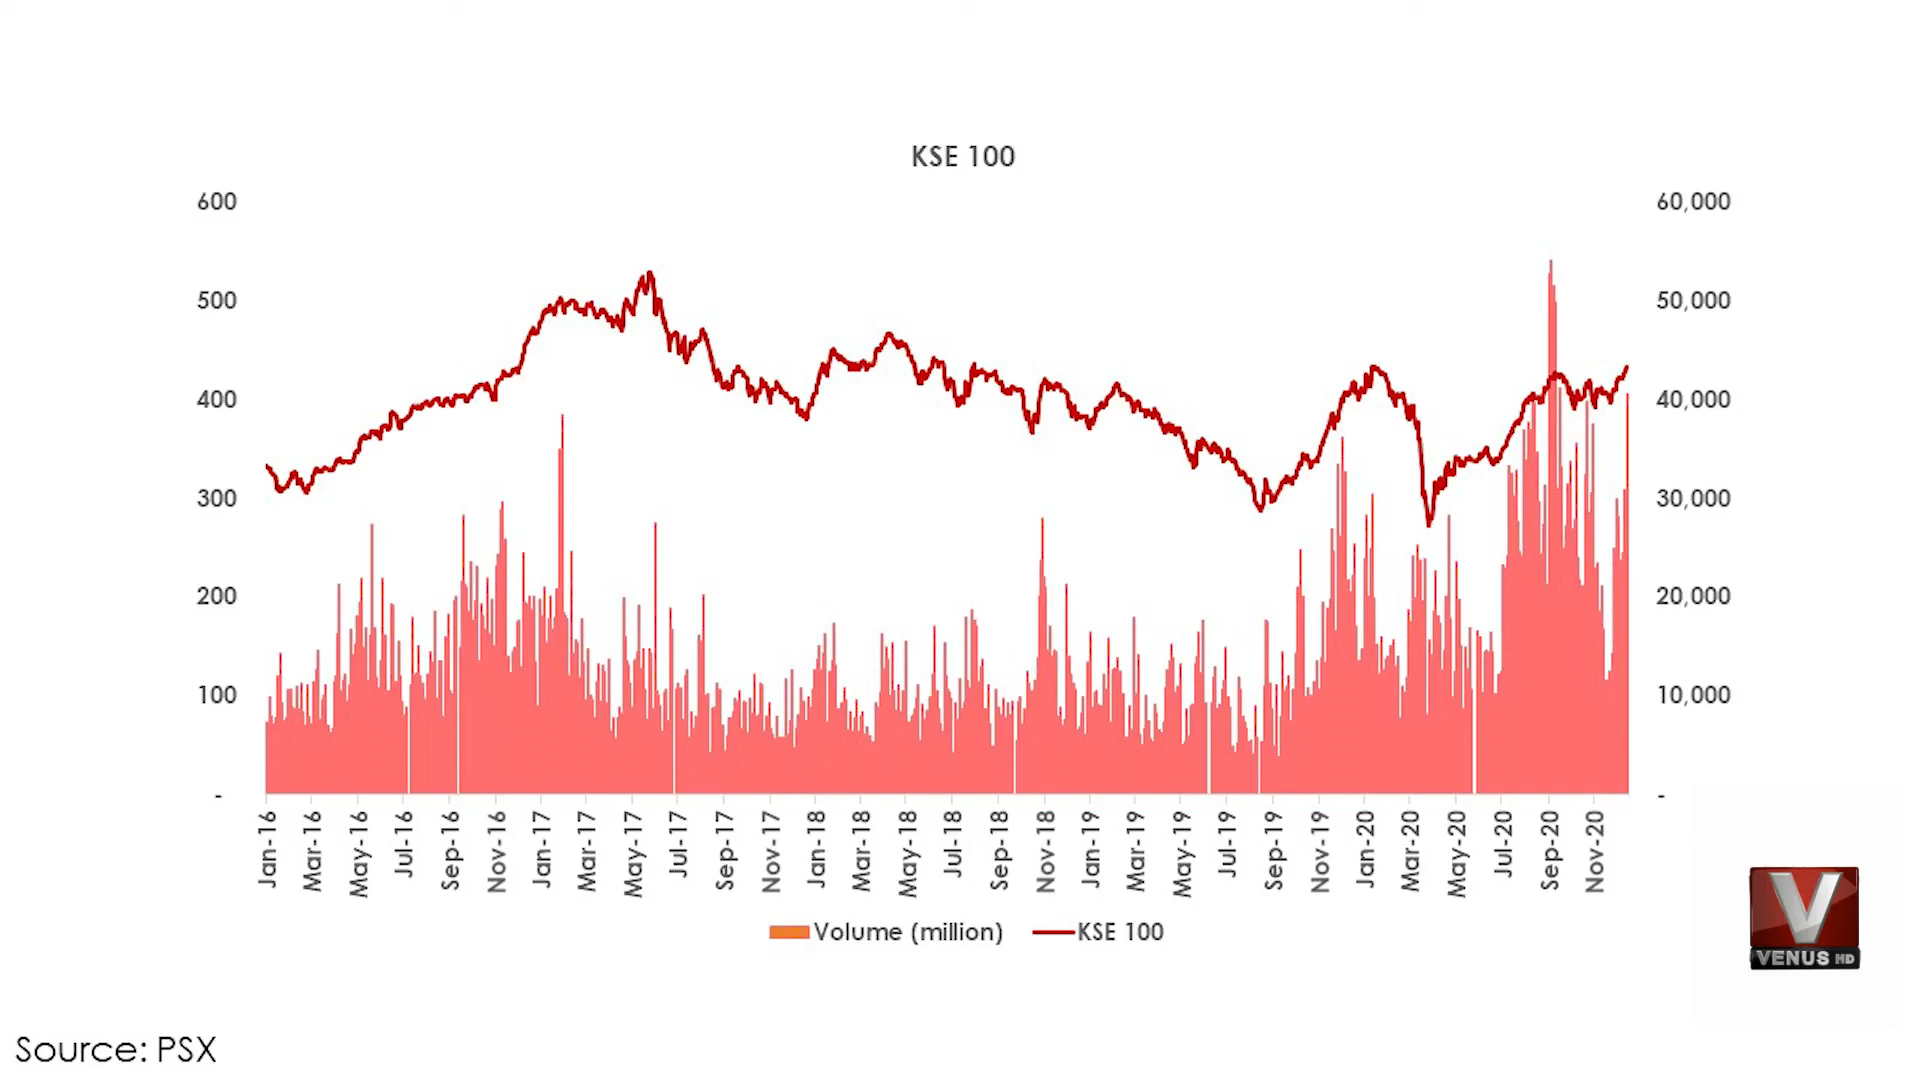 KSE 100
600
500
400
300
200
100
-
60,000
50,000
40,000
30,000
20,000
10,000
-
Jan-16
Mar-16
May-16
Jul-16
Sep-16
Nov-16
Jan-17
Mar-17
May-17
Jul-17
Sep-17
Nov-17
Jan-18
Mar-18
May-18
Jul-18
Sep-18
Nov-18
Jan-19
Mar-19
May-19
Jul-19
Sep-19
Nov-19
Jan-20
Mar-20
May-20
Jul-20
Sep-20
Nov-20
Volume (million) KSE 100
V
VENUS HD
Source: PSX